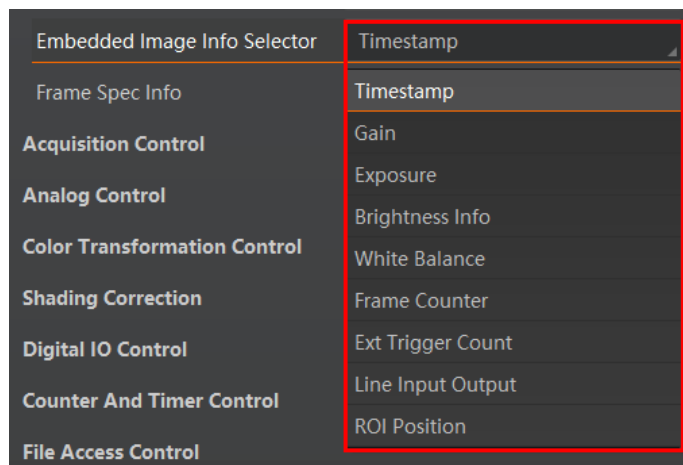 Embedded Image Info Selector Timestamp
Frame Spec Info Timestamp
Acquisition Control Gain
Exposure
Analog Control Brightness Info
Color Transformation Control White Balance
Shading Correction Frame Counter
Digital IO Control Ext Trigger Count
Counter And Timer Control Line Input Output
ROI Position
File Access Control